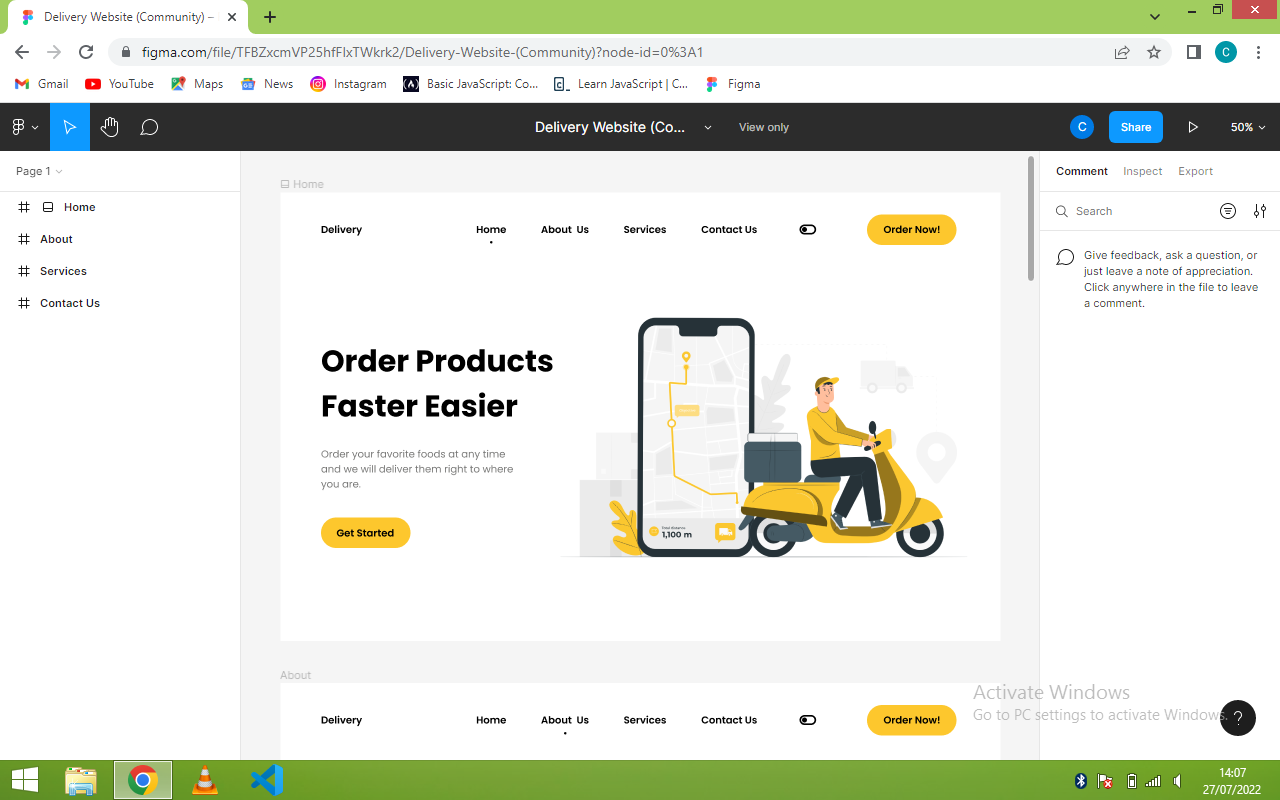 Delivery Website (Community) –
figma.com/file/TFBZxcmVP25hfFIxTWkrk2/Delivery-Website-(Community)?node-id=0%3A1
C
Gmail
YouTube
Maps
News
Instagram
Basic JavaScript: Co...
Learn JavaScript | C...
Figma
Delivery Website (Co...
View only
C
Share
50%
Page 1
Home
About
Services
Contact Us
Home
Delivery
Home
About Us
Services
Contact Us
Order Now!
Order Products
Faster Easier
Order your favorite foods at any time
and we will deliver them right to where
you are.
Get Started
Total Distance
1,100 m
About
Delivery
Home
About Us
Services
Contact Us
Order Now!
Comment
Inspect
Export
Search
Give feedback, ask a question, or
just leave a note of appreciation.
Click anywhere in the file to leave
a comment.
Activate Windows
Go to PC settings to activate Windows.
?
14:07
27/07/2022